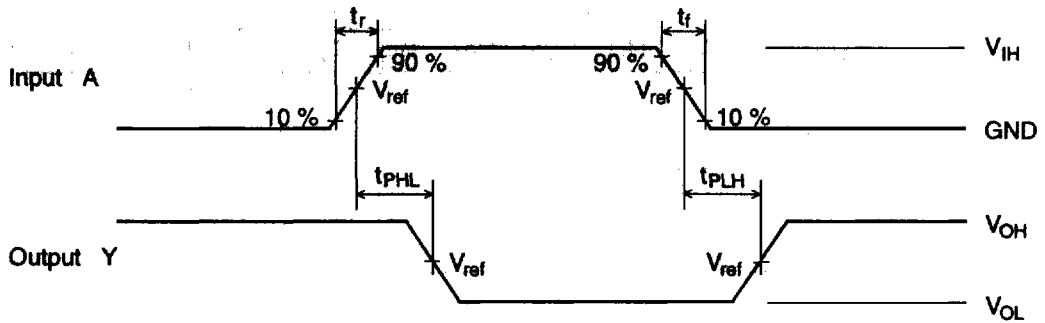 tr
tf
90 %
90 %
VIH
Input A
Vref
Vref
10 %
10 %
GND
tPHL
tPLH
VOH
Output Y
Vref
Vref
VOL